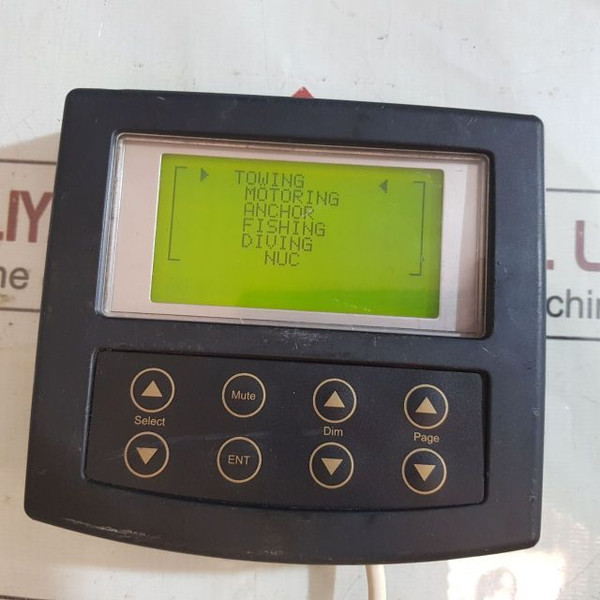 TOWING
MOTORING
ANCHOR
FISHING
DIVING
NUC
Select
Mute
ENT
Dim
Page